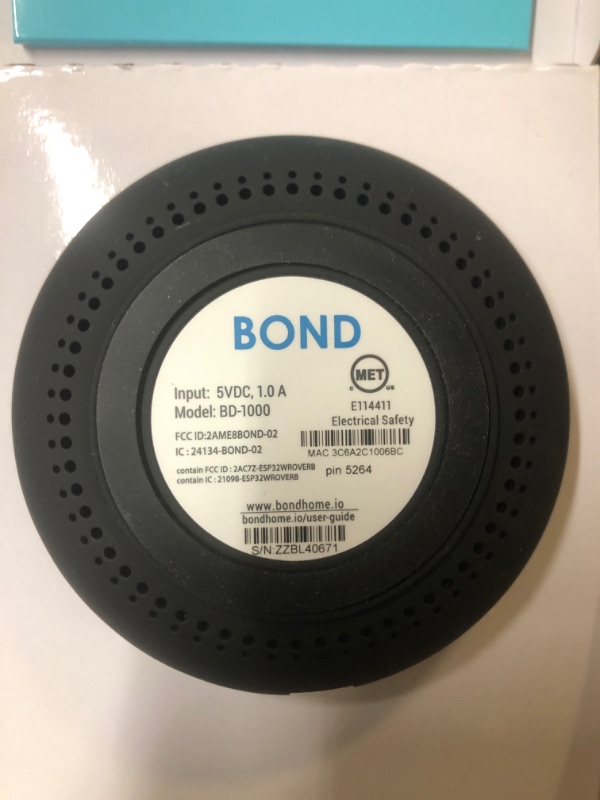 BOND
Input: 5VDC, 1.0 A
Model: BD-1000
FCC ID:2AME8BOND-02
IC : 24134-BOND-02
contain FCC ID : 2AC7Z-ESP32WROVERB
contain IC : 21098-ESP32WROVERB
MET
C US
E114411
Electrical Safety
MAC 3C6A2C1006BC
pin 5264
www.bondhome.io
bondhome.io/user-guide
S/N:ZZBL40671